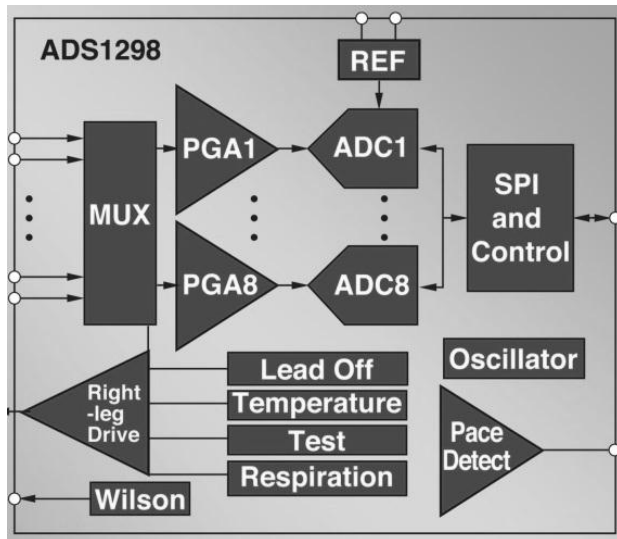 ADS1298
REF
PGA1
ADC1
MUX
SPI
and
Control
PGA8
ADC8
Right
-leg
Drive
Lead Off
Temperature
Test
Respiration
Oscillator
Pace
Detect
Wilson